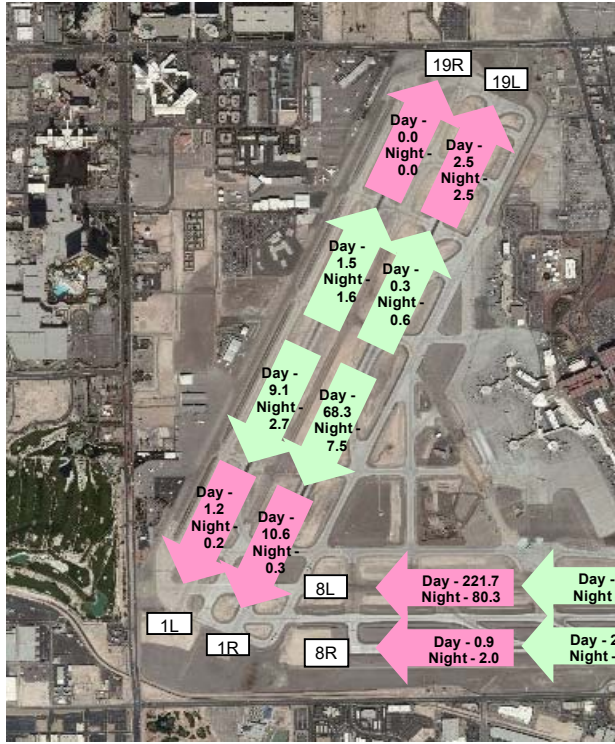 19R
19L
Day -
0.0
Night -
0.0
Day -
2.5
Night -
2.5
Day -
1.5
Night -
1.6
Day -
0.3
Night -
0.6
Day -
9.1
Night -
2.7
Day -
68.3
Night -
7.5
Day -
1.2
Night -
0.2
Day -
10.6
Night -
0.3
8L
Day - 221.7
Night - 80.3
Day -
Night
1L
1R
8R
Day - 0.9
Night - 2.0
Day - 2
Night -